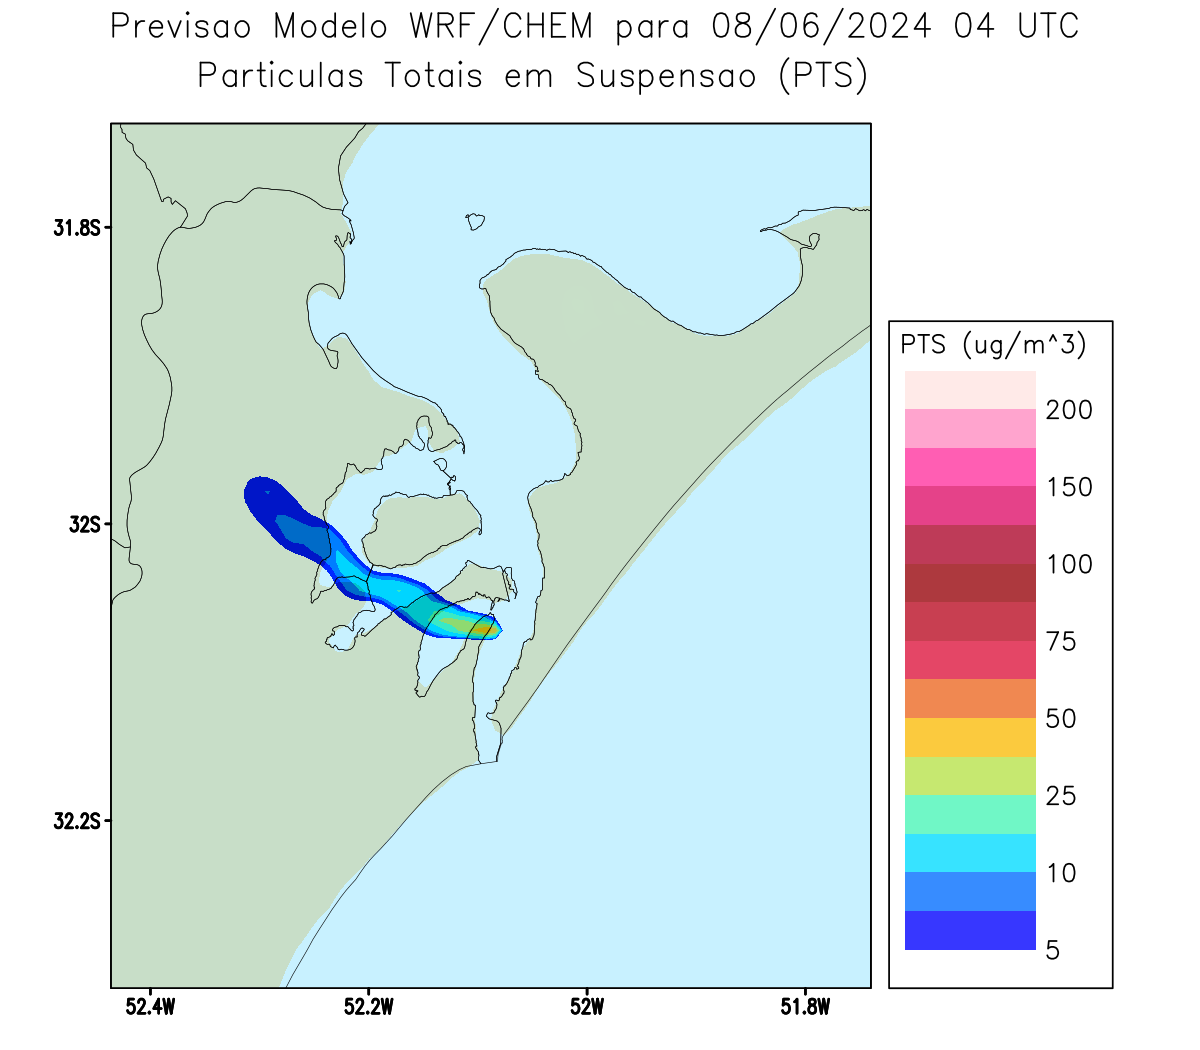 Previsao Modelo WRF/CHEM para 08/06/2024 04 UTC
Particulas Totais em Suspensao (PTS)
31.8S
32S
32.2S
52.4W
52.2W
52W
51.8W
PTS (ug/m^3)
200
150
100
75
50
25
10
5